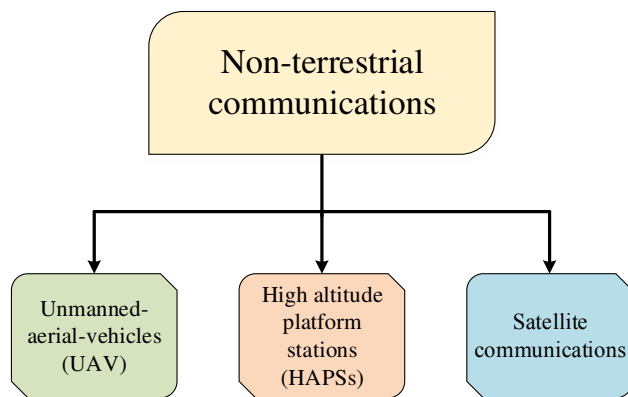 Non-terrestrial
communications
Unmanned-
aerial-vehicles
(UAV)
High altitude
platform
stations
(HAPSs)
Satellite
communications